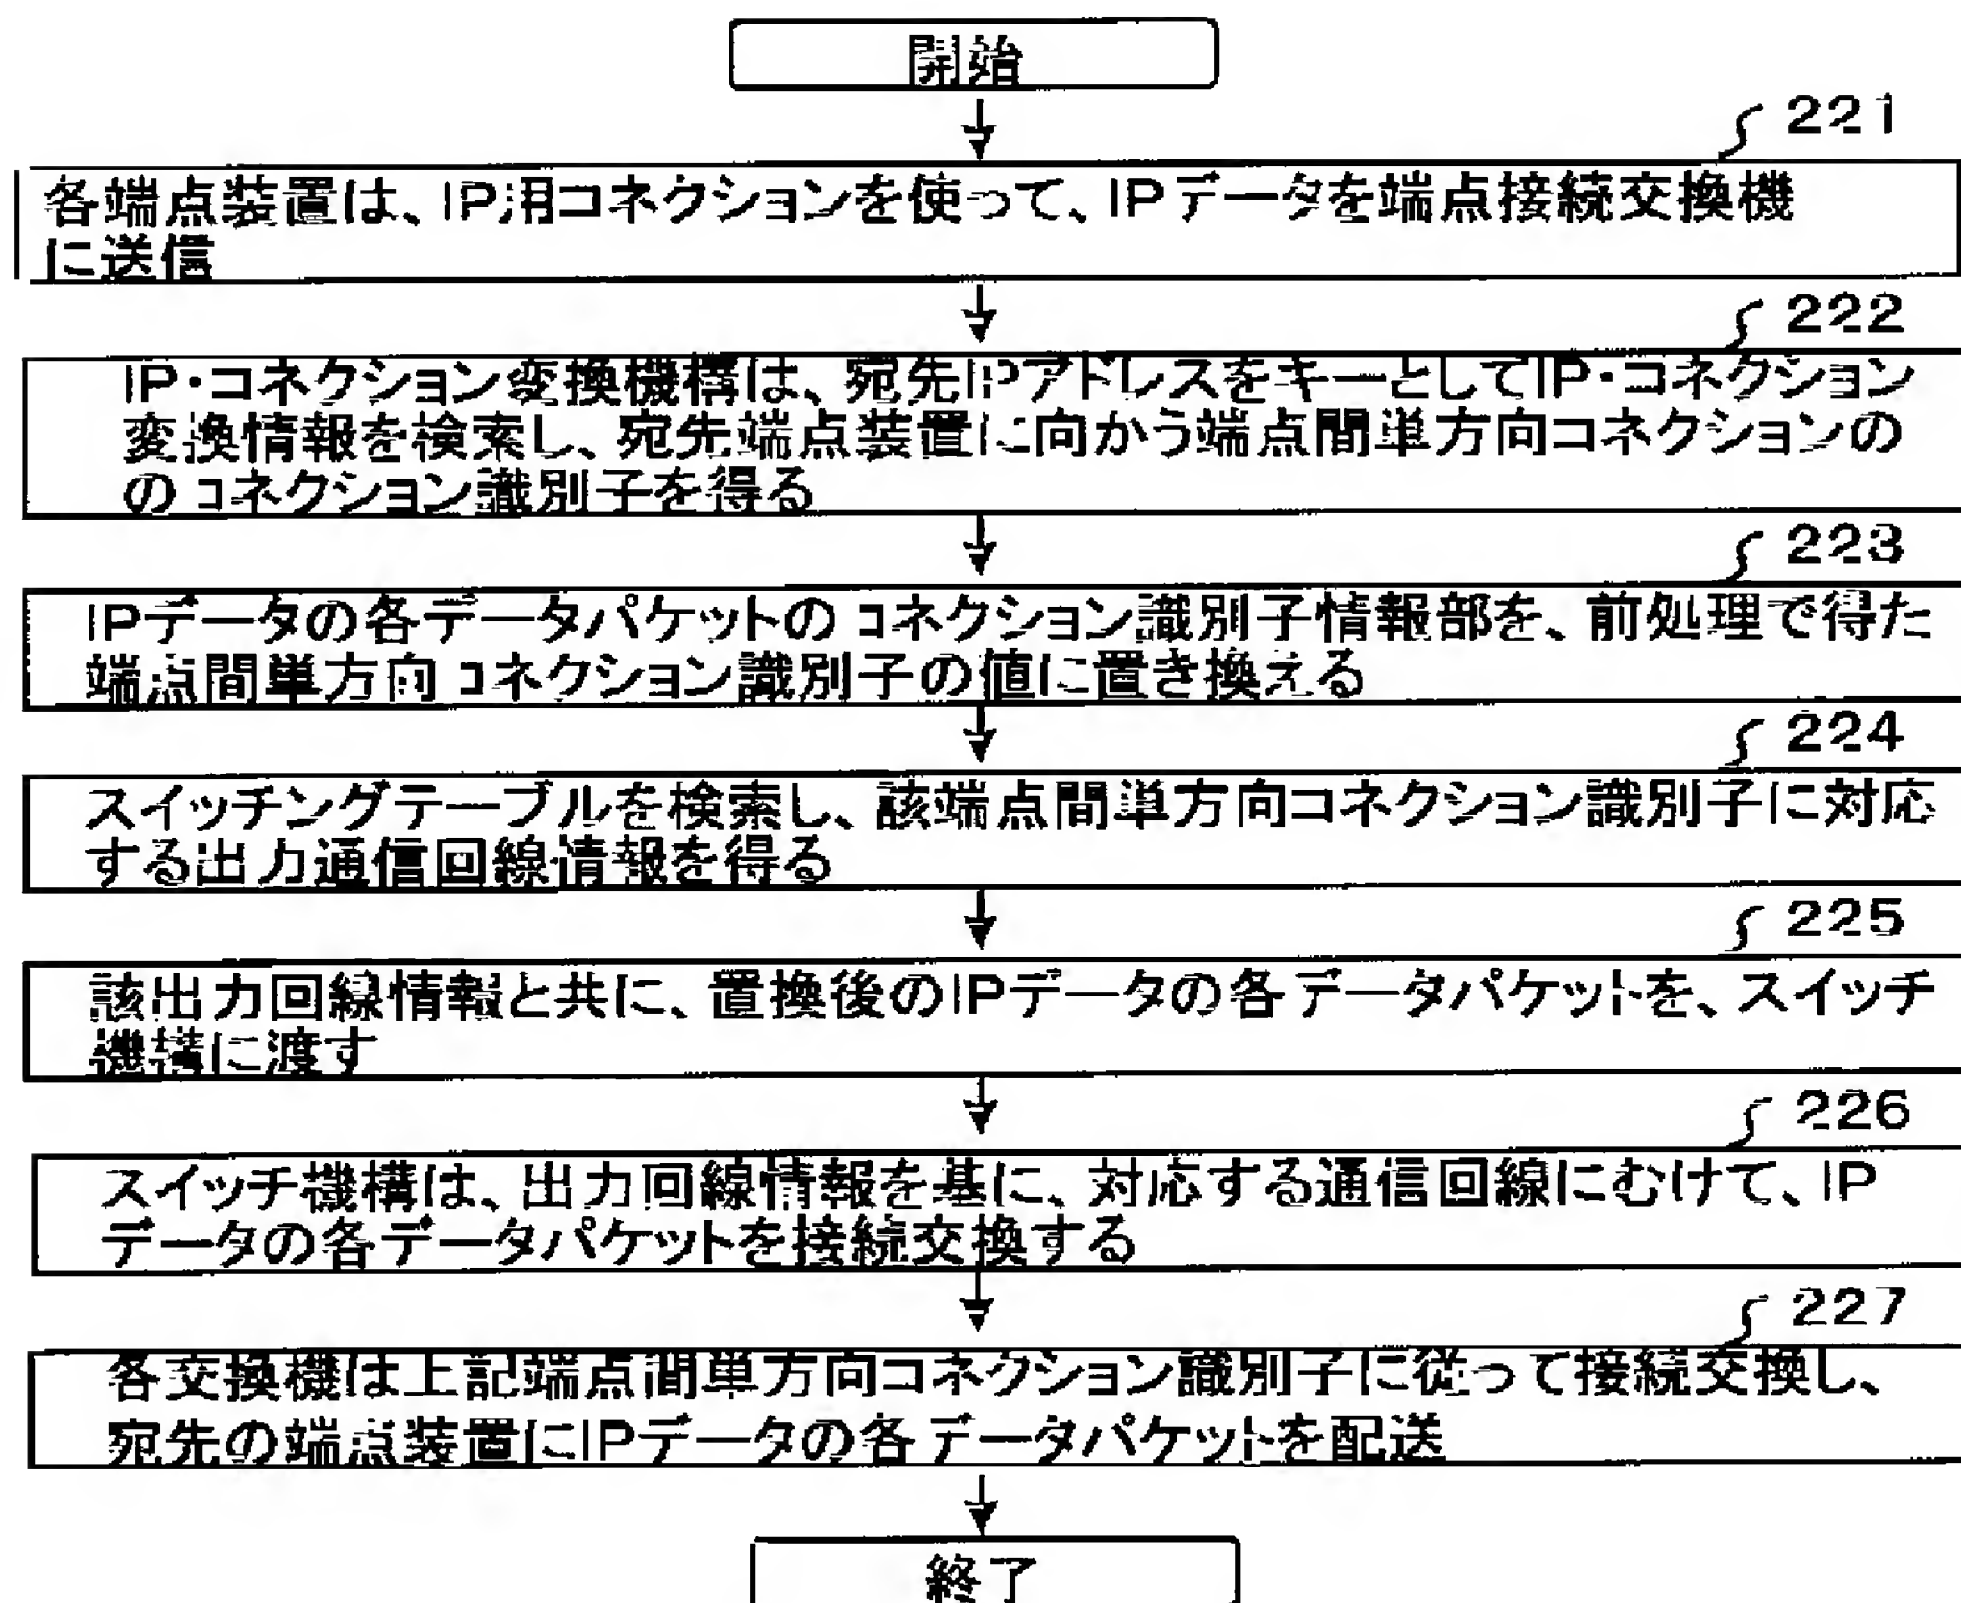 開始
221
各端点装置は、IP用コネクションを使って、IPデータを端点接続交換機
に送信
222
IP・コネクション変換機構は、宛先IPアドレスをキーとしてIP・コネクション
変換情報を検索し、宛先端点装置に向かう端点間単方向コネクションの
のコネクション識別子を得る
223
IPデータの各データパケットのコネクション識別子情報部を、前処理で得た
端点間単方向コネクション識別子の値に置き換える
224
スイッチングテーブルを検索し、該端点間単方向コネクション識別子に対応
する出力通信回線情報を得る
225
該出力回線情報と共に、置換後のIPデータの各データパケットを、スイッチ
機構に渡す
226
スイッチ機構は、出力回線情報を基に、対応する通信回線にむけて、IP
データの各データパケットを接続交換する
227
各交換機は上記端点間単方向コネクション識別子に従って接続交換し、
宛先の端点装置にIPデータの各データパケットを配送
終了